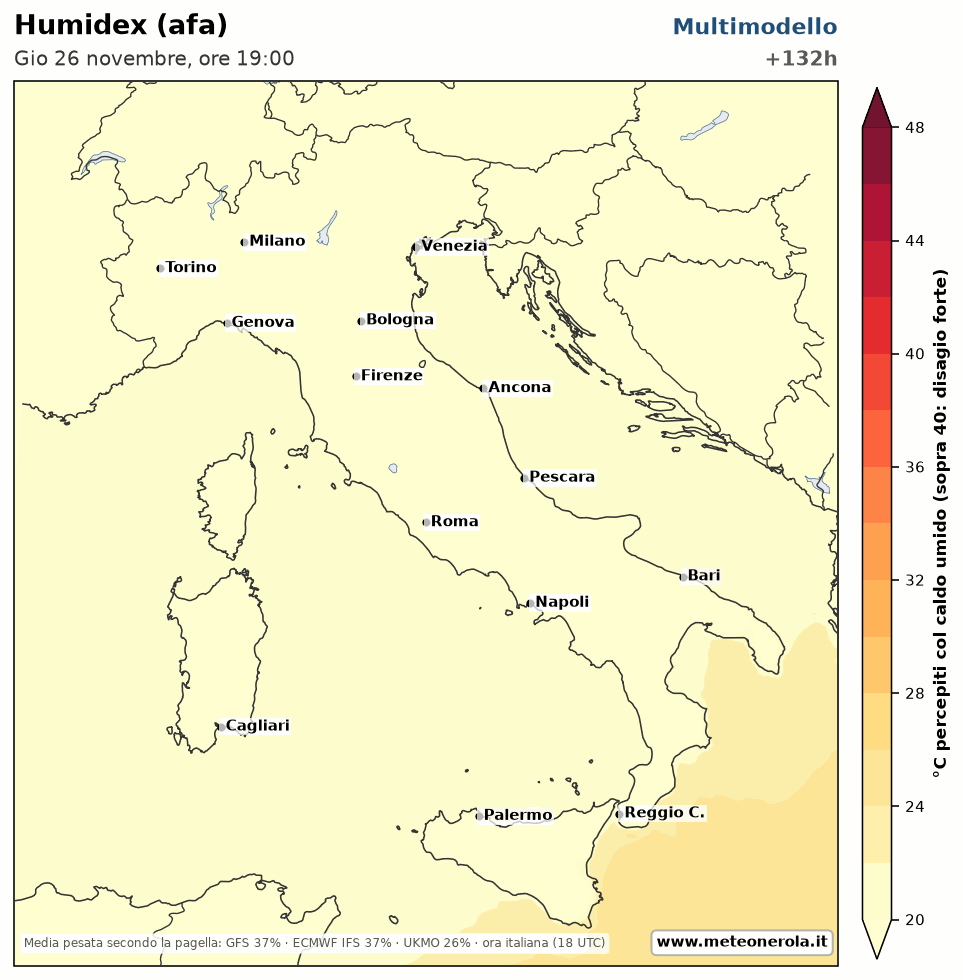 Humidex (afa)
Multimodello
Gio 26 novembre, ore 19:00
+132h
48
44
40
36
32
28
24
20
°C percepiti col caldo umido (sopra 40: disagio forte)
Milano
Venezia
Torino
Genova
Bologna
Firenze
Ancona
Pescara
Roma
Bari
Napoli
Cagliari
Palermo
Reggio C.
Media pesata secondo la pagella: GFS 37% · ECMWF IFS 37% · UKMO 26% · ora italiana (18 UTC)
www.meteonerola.it